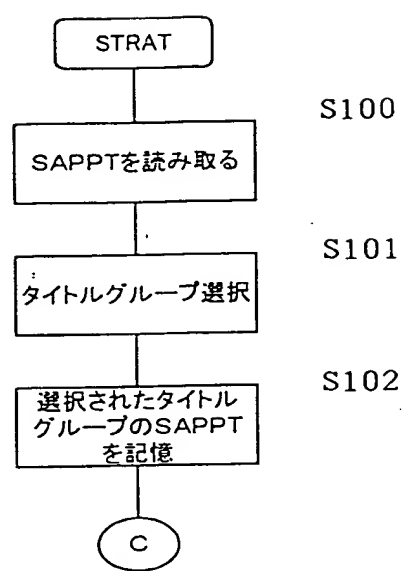 STRAT
S100
SAPPTを読み取る
S101
タイトルグループ選択
S102
選択されたタイトル
グループのSAPPT
を記憶
C